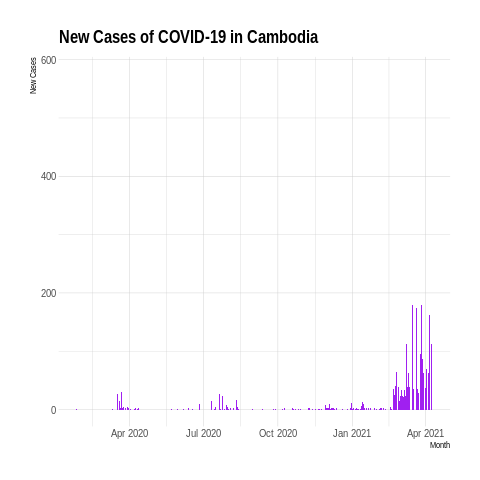 New Cases of COVID-19 in Cambodia
New Cases
600
400
200
0
Apr 2020 Jul 2020 Oct 2020 Jan 2021 Apr 2021
Month